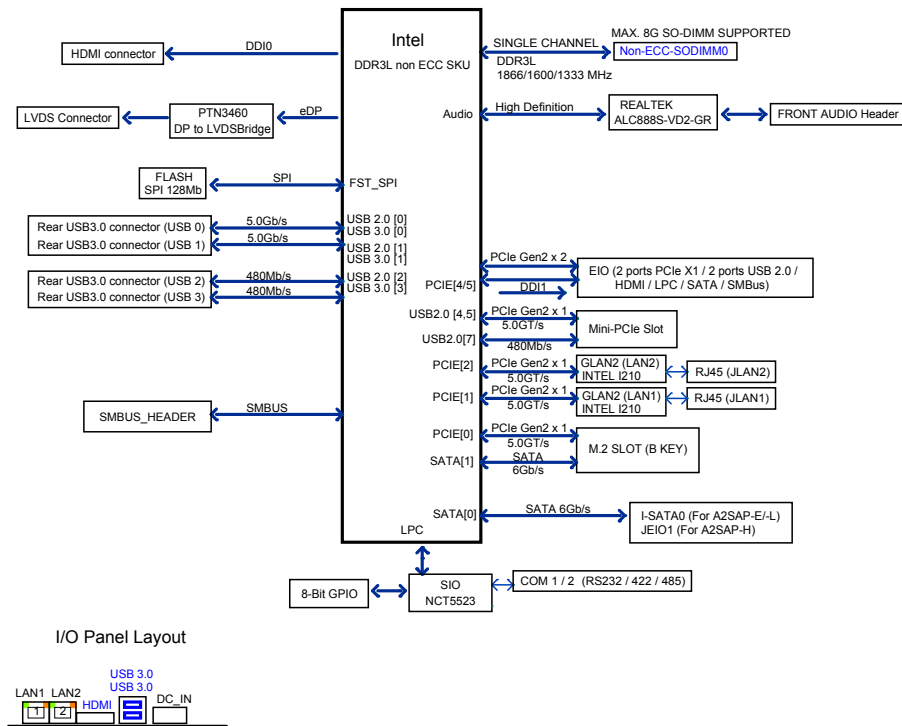 Intel
DDR3L non ECC SKU
HDMI connector
DDI0
SINGLE CHANNEL
DDR3L
1866/1600/1333 MHz
MAX. 8G SO-DIMM SUPPORTED
Non-ECC-SODIMM0
LVDS Connector
PTN3460
DP to LVDSBridge
eDP
Audio
High Definition
REALTEK
ALC888S-VD2-GR
FRONT AUDIO Header
FLASH
SPI 128Mb
SPI
FST_SPI
Rear USB3.0 connector (USB 0)
5.0Gb/s
USB 2.0 [0]
USB 3.0 [0]
Rear USB3.0 connector (USB 1)
5.0Gb/s
USB 2.0 [1]
USB 3.0 [1]
Rear USB3.0 connector (USB 2)
480Mb/s
USB 2.0 [2]
Rear USB3.0 connector (USB 3)
480Mb/s
USB 3.0 [3]
PCIE[4/5]
PCIe Gen2 x 2
DDI1
EIO (2 ports PCIe X1 / 2 ports USB 2.0 /
HDMI / LPC / SATA / SMBus)
USB2.0 [4,5]
PCIe Gen2 x 1
5.0GT/s
USB2.0[7]
480Mb/s
Mini-PCIe Slot
PCIE[2]
PCIe Gen2 x 1
5.0GT/s
GLAN2 (LAN2)
INTEL I210
RJ45 (JLAN2)
PCIE[1]
PCIe Gen2 x 1
5.0GT/s
GLAN2 (LAN1)
INTEL I210
RJ45 (JLAN1)
SMBUS_HEADER
SMBUS
PCIE[0]
PCIe Gen2 x 1
5.0GT/s
SATA[1]
SATA
6Gb/s
M.2 SLOT (B KEY)
SATA[0]
SATA 6Gb/s
I-SATA0 (For A2SAP-E/-L)
JEIO1 (For A2SAP-H)
LPC
8-Bit GPIO
SIO
NCT5523
COM 1 / 2 (RS232 / 422 / 485)
I/O Panel Layout
USB 3.0
USB 3.0
LAN1 LAN2
HDMI
DC_IN
1
2